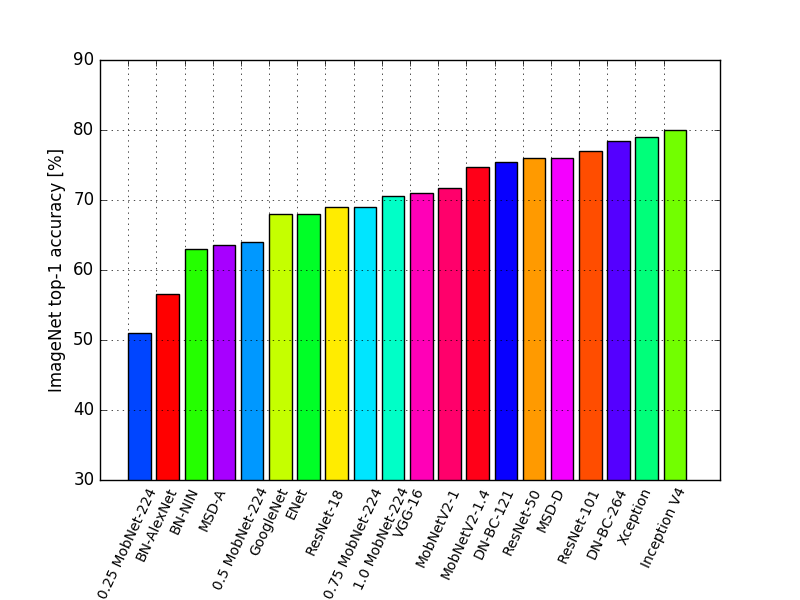 ImageNet top-1 accuracy [%]
90
80
70
60
50
40
30
0.25 MobNet-224
BN-AlexNet
BN-NIN
MSD-A
0.5 MobNet-224
GoogleNet
ENet
ResNet-18
0.75 MobNet-224
1.0 MobNet-224
VGG-16
MobNetV2-1
MobNetV2-1.4
DN-BC-121
ResNet-50
MSD-D
ResNet-101
DN-BC-264
Xception
Inception V4